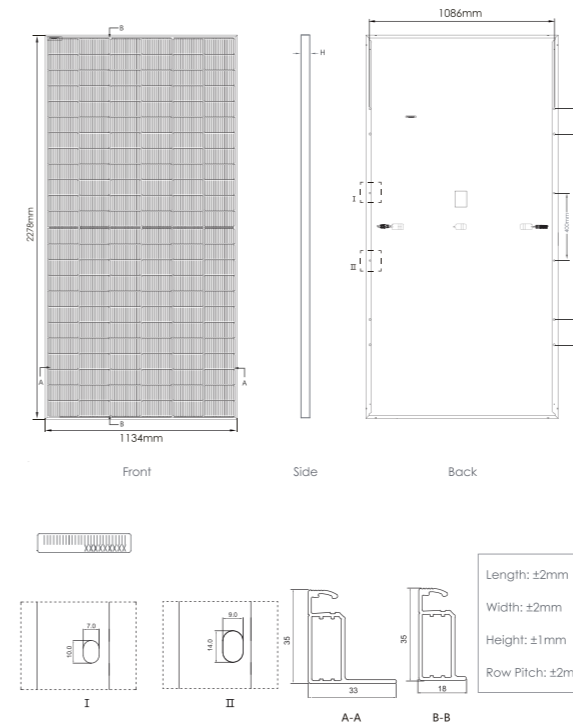 1086mm
B
H
2278mm
I
400mm
II
A
A
B
1134mm
Front
Side
Back
Length: ±2mm
Width: ±2mm
Height: ±1mm
Row Pitch: ±2m
7.0
10.0
I
9.0
14.0
II
35
33
A-A
35
18
B-B